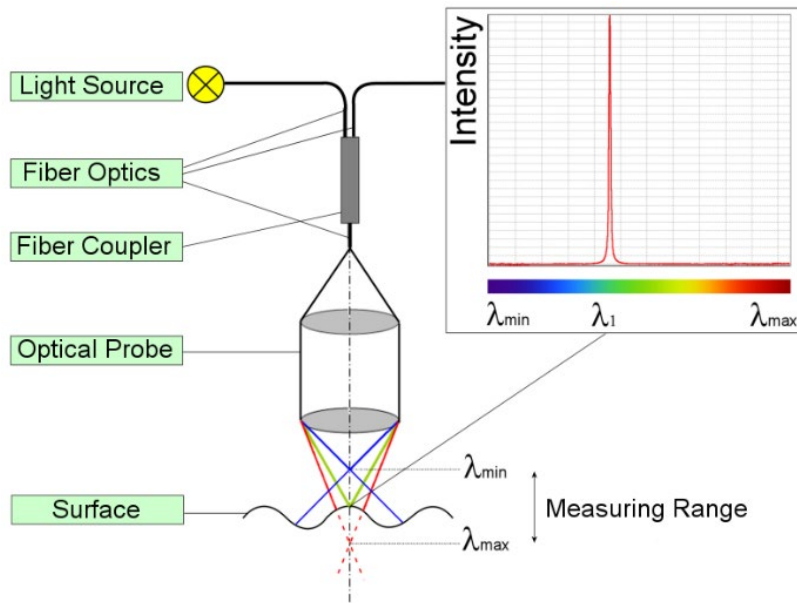 Light Source
Fiber Optics
Fiber Coupler
Optical Probe
Surface
Intensity
λmin
λ1
λmax
λmin
Measuring Range
λmax